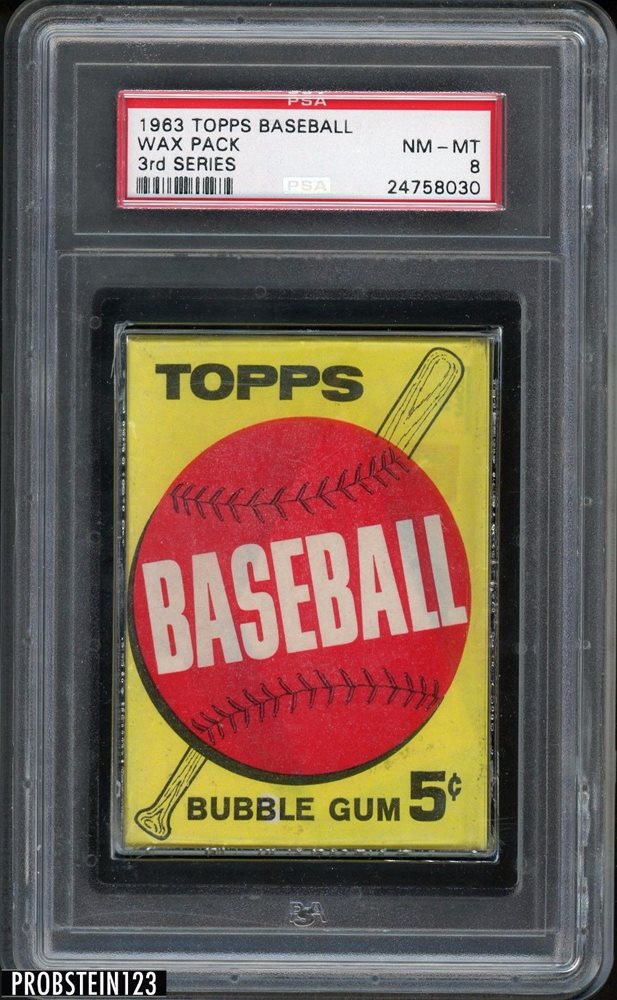 PSA
1963 TOPPS BASEBALL
WAX PACK NM-MT
3rd SERIES 8
PSA 24758030
TOPPS
BASEBALL
BUBBLE GUM 5¢
PSA
PROBSTEIN123